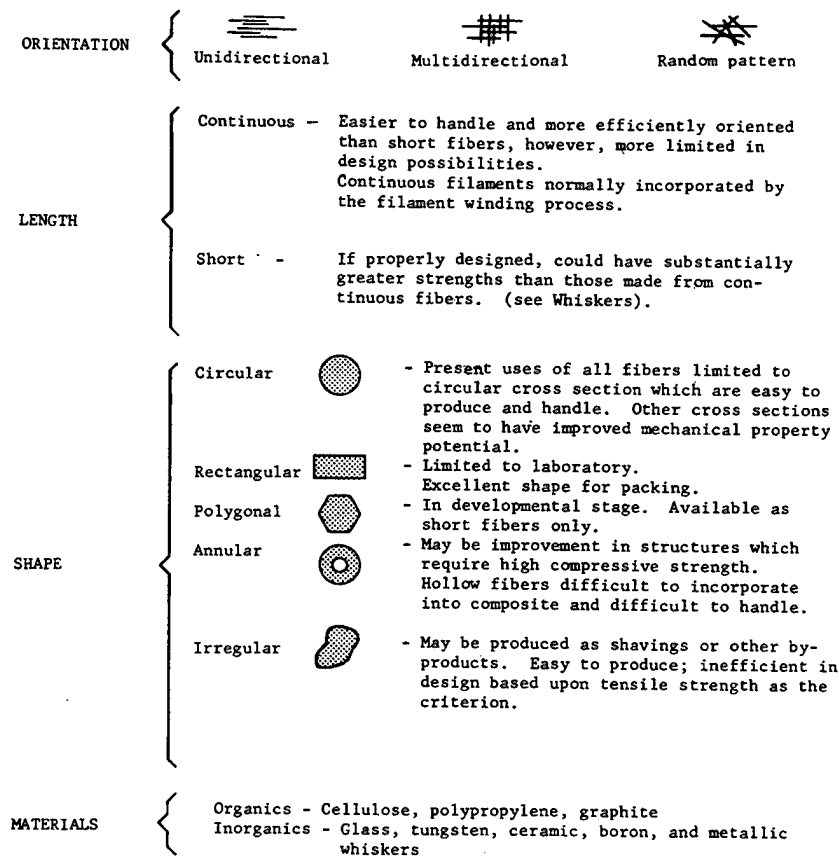 ORIENTATION
Unidirectional Multidirectional Random pattern
LENGTH
Continuous - Easier to handle and more efficiently oriented
than short fibers, however, more limited in
design possibilities.
Continuous filaments normally incorporated by
the filament winding process.
Short - If properly designed, could have substantially
greater strengths than those made from con-
tinuous fibers. (see Whiskers).
SHAPE
Circular - Present uses of all fibers limited to
circular cross section which are easy to
produce and handle. Other cross sections
seem to have improved mechanical property
potential.
Rectangular - Limited to laboratory.
Excellent shape for packing.
Polygonal - In developmental stage. Available as
short fibers only.
Annular - May be improvement in structures which
require high compressive strength.
Hollow fibers difficult to incorporate
into composite and difficult to handle.
Irregular - May be produced as shavings or other by-
products. Easy to produce; inefficient in
design based upon tensile strength as the
criterion.
MATERIALS
Organics - Cellulose, polypropylene, graphite
Inorganics - Glass, tungsten, ceramic, boron, and metallic
whiskers